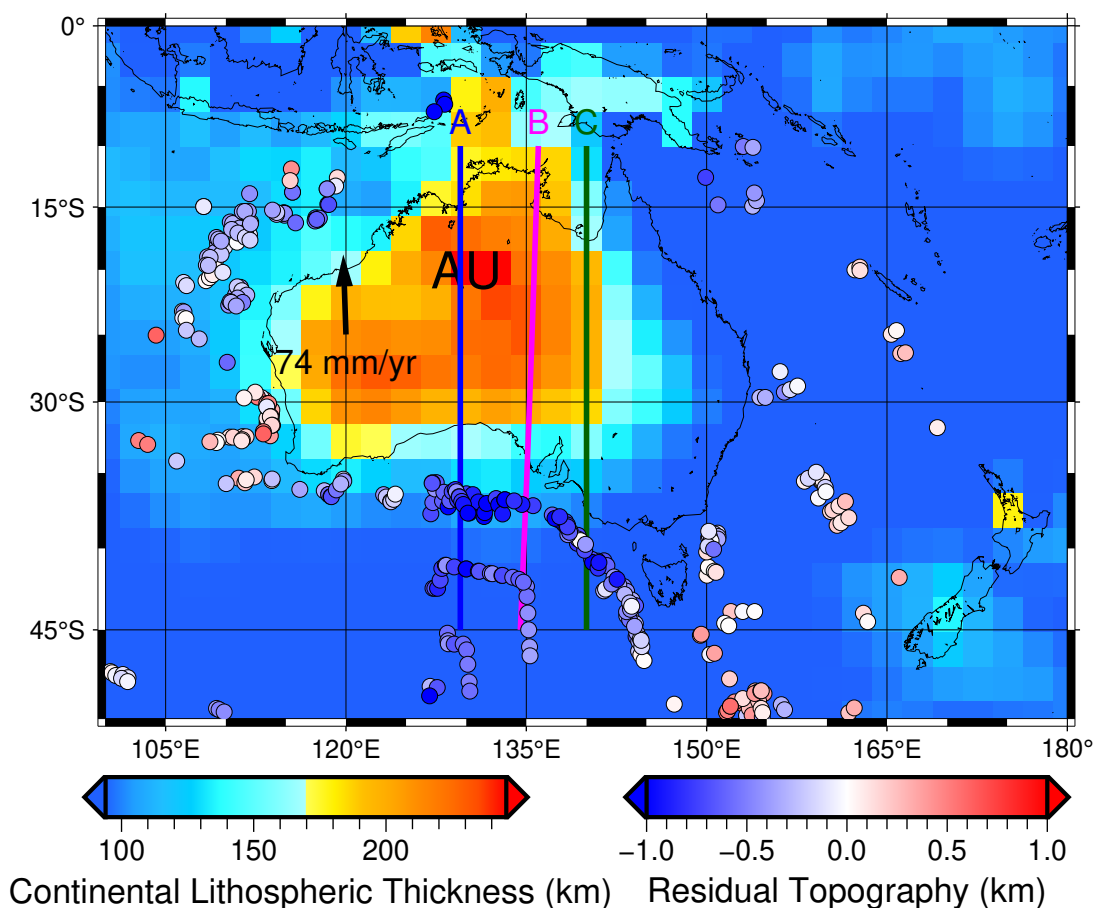 0°
A B C
15°S
AU
74 mm/yr
30°S
45°S
105°E 120°E 135°E 150°E 165°E 180°
100 150 200
−1.0 −0.5 0.0 0.5 1.0
Continental Lithospheric Thickness (km) Residual Topography (km)